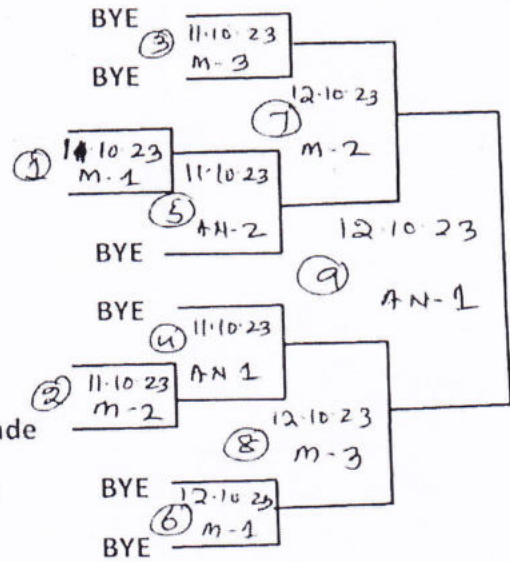 BYE
③ 11.10.23
M-3
BYE
⑦ 12.10.23
M-2
① 11.10.23
M-1
⑤ 11.10.23
AN-2
BYE
⑨ 12.10.23
AN-1
BYE
④ 11.10.23
AN 1
② 11.10.23
M-2
nde
⑧ 12.10.23
M-3
BYE
⑥ 12.10.23
M-1
BYE